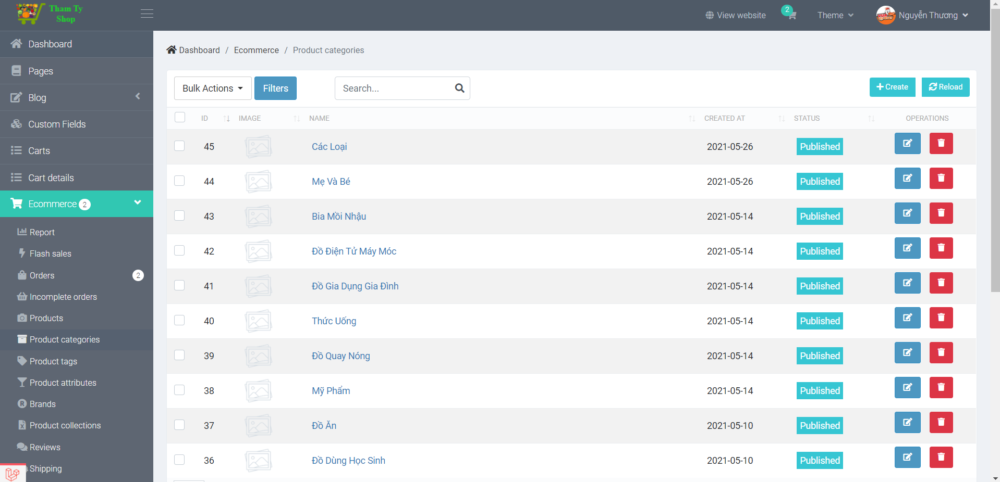 Tham Ty
Shop
View website
2
Theme
Nguyễn Thương
Dashboard
Pages
Blog
Custom Fields
Carts
Cart details
Ecommerce 2
Report
Flash sales
Orders 2
Incomplete orders
Products
Product categories
Product tags
Product attributes
Brands
Product collections
Reviews
Shipping
Dashboard / Ecommerce / Product categories
Bulk Actions
Filters
Search...
Create
Reload
ID IMAGE NAME CREATED AT STATUS OPERATIONS
45 Các Loại 2021-05-26 Published
44 Mẹ Và Bé 2021-05-26 Published
43 Bia Mồi Nhậu 2021-05-14 Published
42 Đồ Điện Tử Máy Móc 2021-05-14 Published
41 Đồ Gia Dụng Gia Đình 2021-05-14 Published
40 Thức Uống 2021-05-14 Published
39 Đồ Quay Nóng 2021-05-14 Published
38 Mỹ Phẩm 2021-05-14 Published
37 Đồ Ăn 2021-05-10 Published
36 Đồ Dùng Học Sinh 2021-05-10 Published